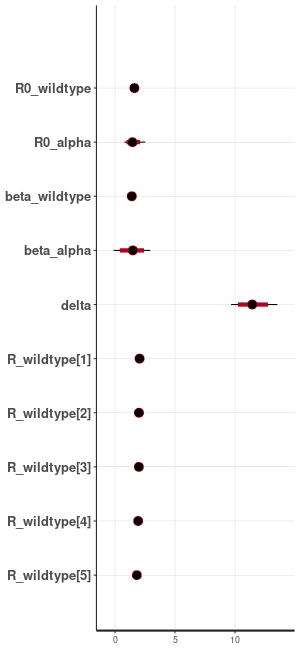 R0_wildtype
R0_alpha
beta_wildtype
beta_alpha
delta
R_wildtype[1]
R_wildtype[2]
R_wildtype[3]
R_wildtype[4]
R_wildtype[5]
0 5 10